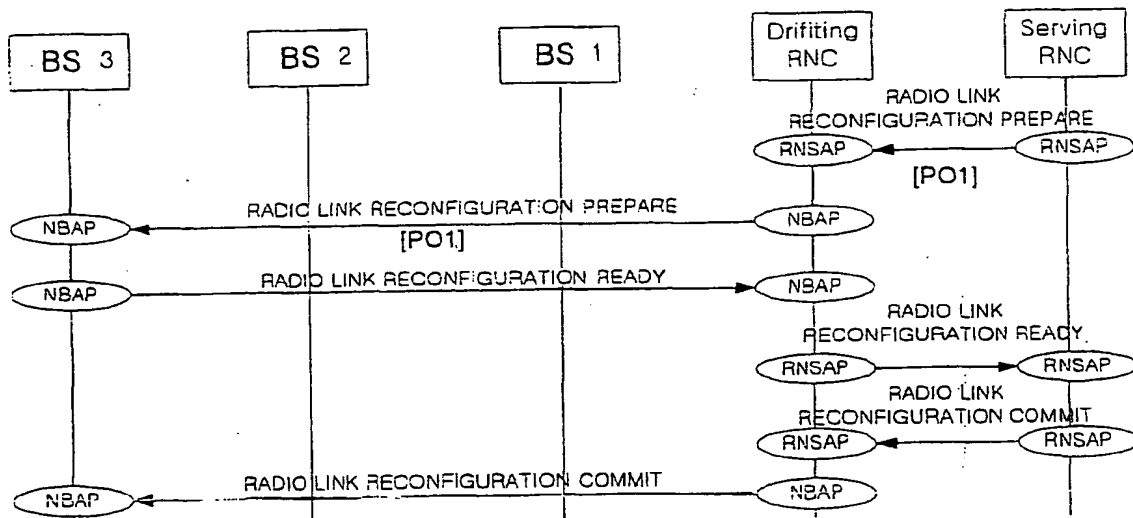 BS 3
BS 2
BS 1
Drifiting
RNC
Serving
RNC
RADIO LINK
RECONFIGURATION PREPARE
RNSAP
RNSAP
[PO1]
RADIO LINK RECONFIGURATION PREPARE
NBAP
NBAP
[PO1]
RADIO LINK RECONFIGURATION READY
NBAP
NBAP
RADIO LINK
RECONFIGURATION READY
RNSAP
RNSAP
RADIO LINK
RECONFIGURATION COMMIT
RNSAP
RNSAP
RADIO LINK RECONFIGURATION COMMIT
NBAP
NBAP